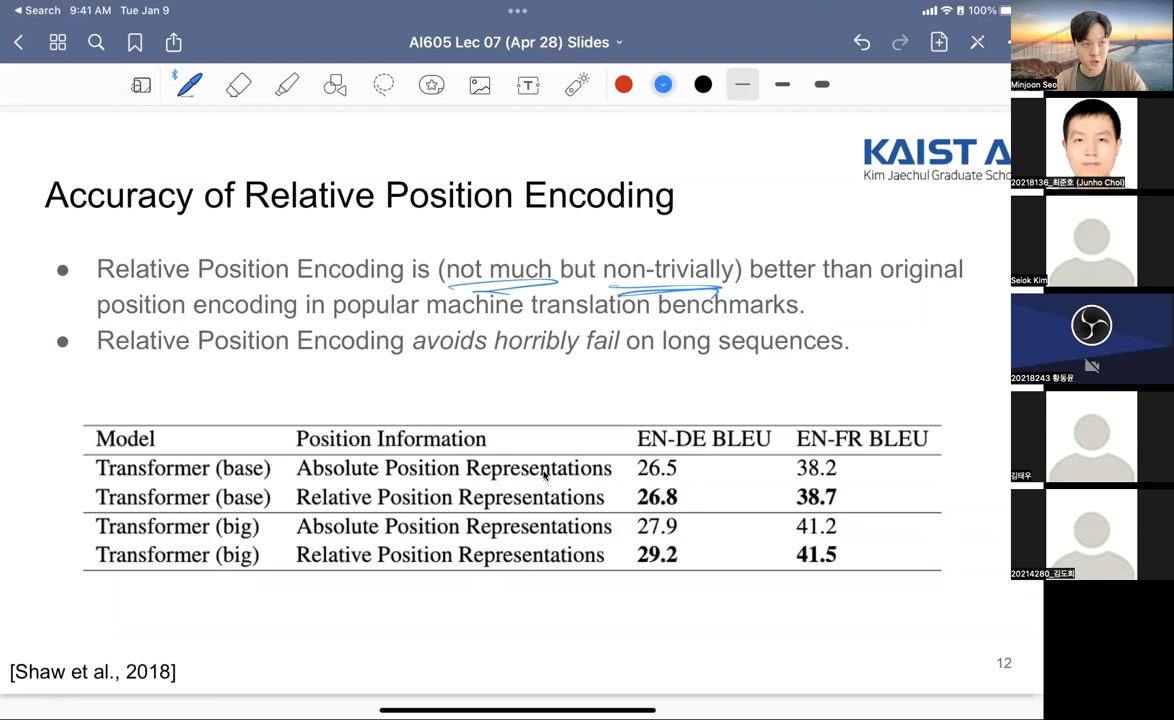 Search 9:41 AM Tue Jan 9 100%
AI605 Lec 07 (Apr 28) Slides
T
KAIST A
Kim Jaechul Graduate Scho
Accuracy of Relative Position Encoding
● Relative Position Encoding is (not much but non-trivially) better than original
position encoding in popular machine translation benchmarks.
● Relative Position Encoding avoids horribly fail on long sequences.
Model Position Information EN-DE BLEU EN-FR BLEU
Transformer (base) Absolute Position Representations 26.5 38.2
Transformer (base) Relative Position Representations 26.8 38.7
Transformer (big) Absolute Position Representations 27.9 41.2
Transformer (big) Relative Position Representations 29.2 41.5
[Shaw et al., 2018]
12
Minjoon Seo
20218136_최준호 (Junho Choi)
Seiok Kim
20218243 황동윤
김태우
20214280_김도희